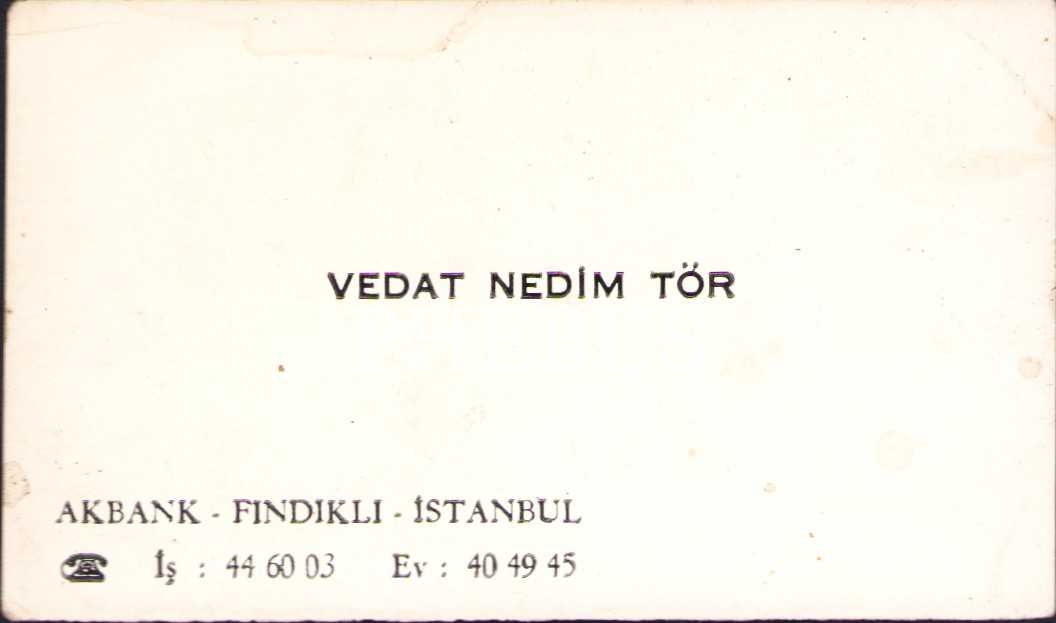 VEDAT NEDİM TÖR
AKBANK - FINDIKLI - İSTANBUL
İş : 44 60 03 Ev : 40 49 45